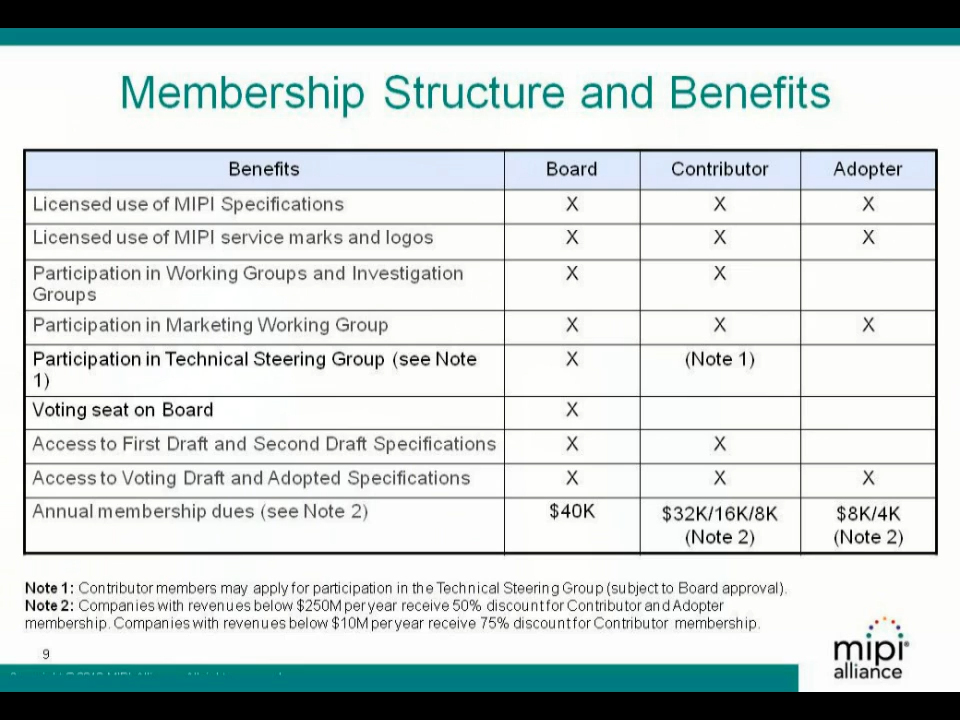 Membership Structure and Benefits
Benefits Board Contributor Adopter
Licensed use of MIPI Specifications X X X
Licensed use of MIPI service marks and logos X X X
Participation in Working Groups and Investigation X X
Groups
Participation in Marketing Working Group X X X
Participation in Technical Steering Group (see Note X (Note 1)
1)
Voting seat on Board X
Access to First Draft and Second Draft Specifications X X
Access to Voting Draft and Adopted Specifications X X X
Annual membership dues (see Note 2) $40K $32K/16K/8K $8K/4K
(Note 2) (Note 2)
Note 1: Contributor members may apply for participation in the Technical Steering Group (subject to Board approval).
Note 2: Companies with revenues below $250M per year receive 50% discount for Contributor and Adopter
membership. Companies with revenues below $10M per year receive 75% discount for Contributor membership.
9
mipi
alliance